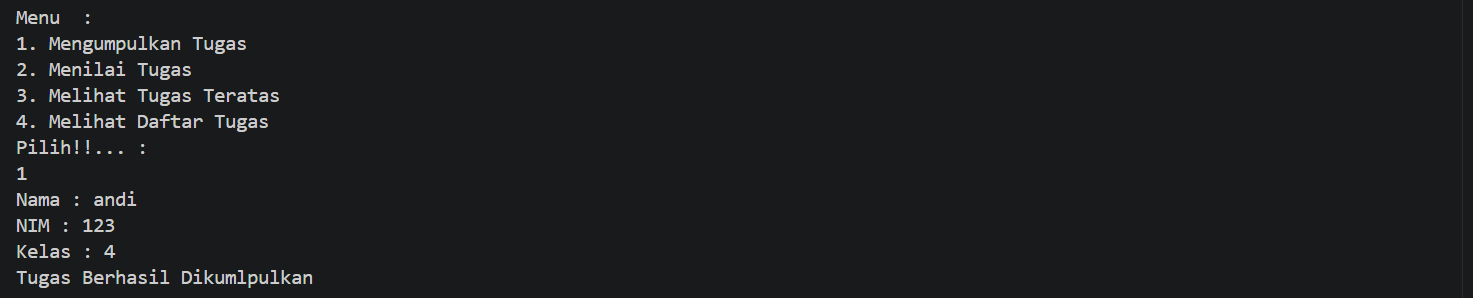 Menu  :
1. Mengumpulkan Tugas
2. Menilai Tugas
3. Melihat Tugas Teratas
4. Melihat Daftar Tugas
Pilih!!... :
1
Nama : andi
NIM : 123
Kelas : 4
Tugas Berhasil Dikumlpulkan